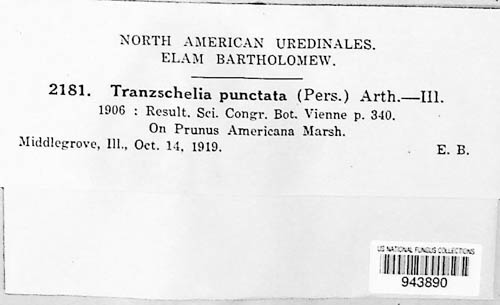 NORTH AMERICAN UREDINALES.
ELAM BARTHOLOMEW.
2181. Tranzschelia punctata (Pers.) Arth.—III.
1906 : Result. Sci. Congr. Bot. Vienne p. 340.
On Prunus Americana Marsh.
Middlegrove, Ill., Oct. 14, 1919. E. B.
US NATIONAL FUNGUS COLLECTIONS
943890